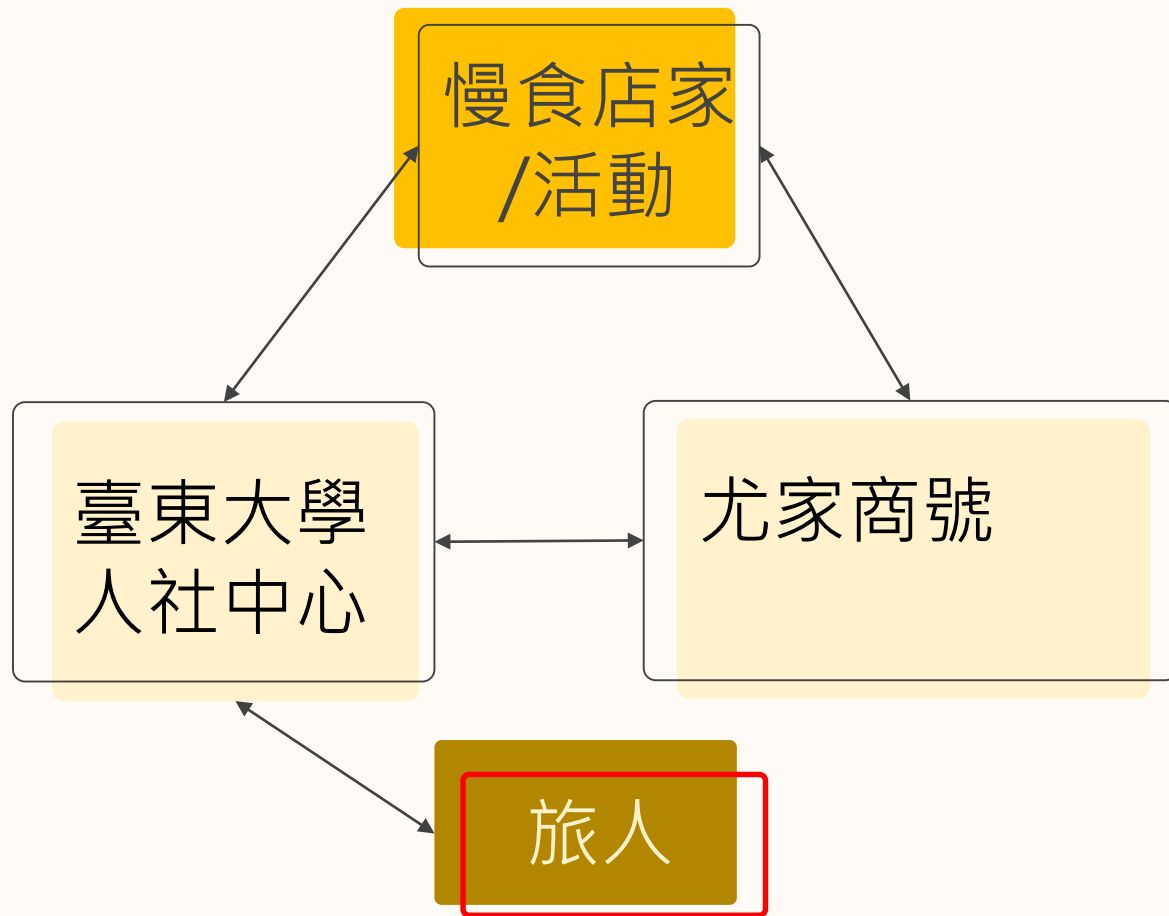 慢食店家
/活動
臺東大學
人社中心
尤家商號
旅人